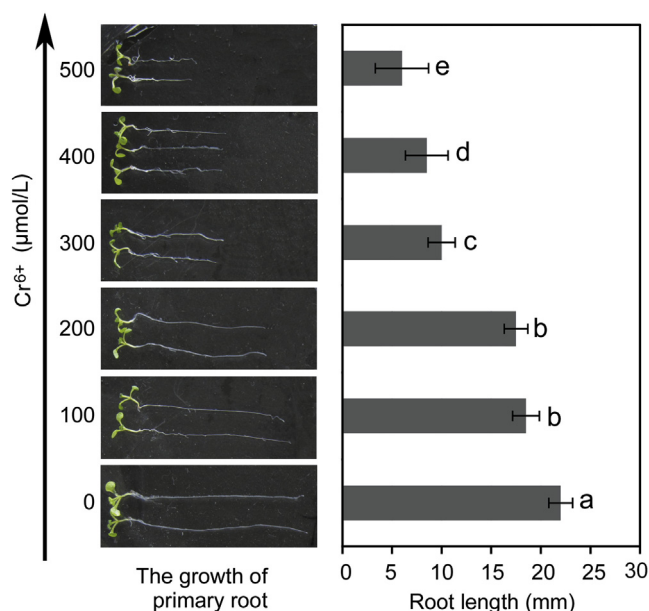 Cr⁶⁺ (μmol/L)
500
400
300
200
100
0
The growth of
primary root
e
d
c
b
b
a
0 5 10 15 20 25 30
Root length (mm)